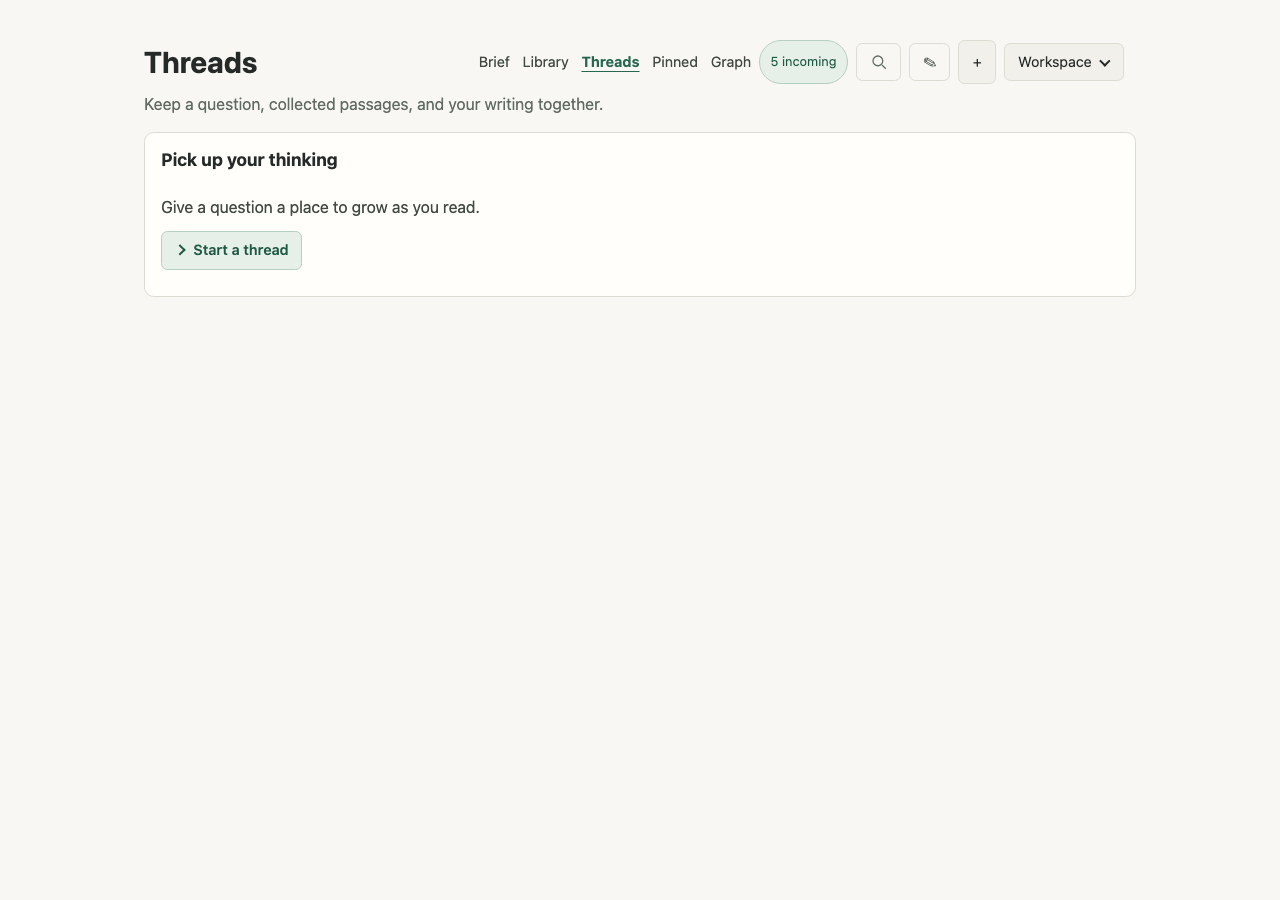 Threads
Brief Library Threads Pinned Graph 5 incoming + Workspace
Keep a question, collected passages, and your writing together.
Pick up your thinking
Give a question a place to grow as you read.
Start a thread